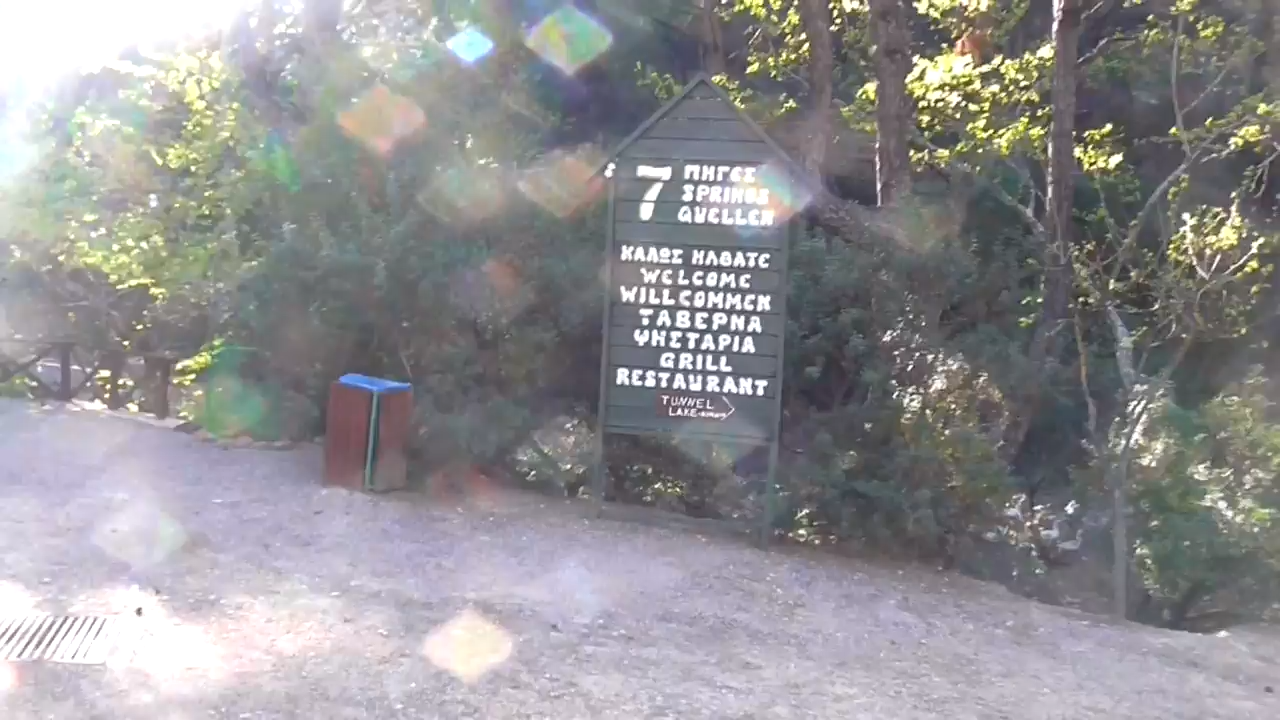 7 ΠΗΓΕΣ
SPRINGS
QUELLEN
ΚΑΛΩΣ ΗΛΘΑΤΕ
WELCOME
WILLCOMMEN
ΤΑΒΕΡΝΑ
ΨΗΣΤΑΡΙΑ
GRILL
RESTAURANT
TUNNEL
LAKE